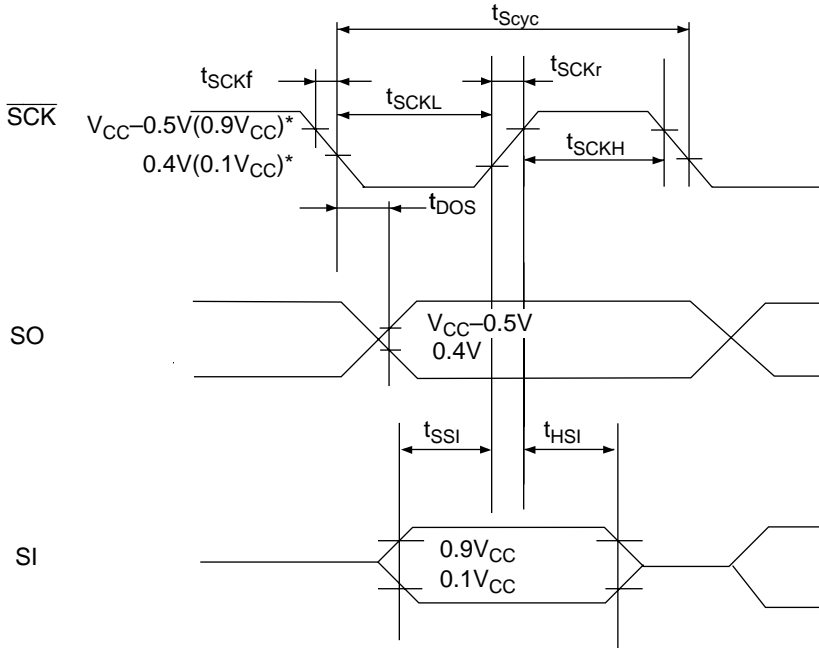 tScyc
tSCKf
tSCKr
tSCKL
SCK
VCC–0.5V(0.9VCC)*
0.4V(0.1VCC)*
tSCKH
tDOS
SO
VCC–0.5V
0.4V
tSSI
tHSI
SI
0.9VCC
0.1VCC